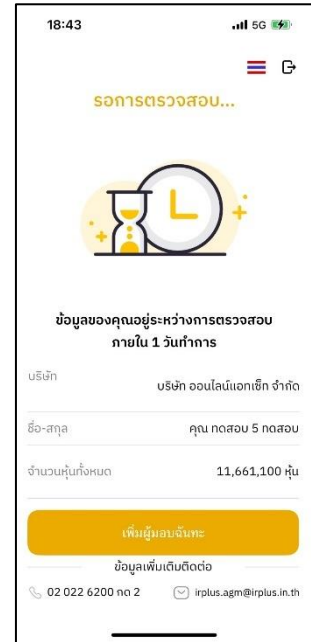 18:43 5G
รอการตรวจสอบ...
ข้อมูลของคุณอยู่ระหว่างการตรวจสอบ
ภายใน 1 วันทำการ
บริษัท
บริษัท ออนไลน์แอทเซ็ท จำกัด
ชื่อ-สกุล คุณ ทดสอบ 5 ทดสอบ
จำนวนหุ้นทั้งหมด 11,661,100 หุ้น
เพิ่มผู้มอบฉันทะ
ข้อมูลเพิ่มเติมติดต่อ
02 022 6200 กด 2 irplus.agm@irplus.in.th